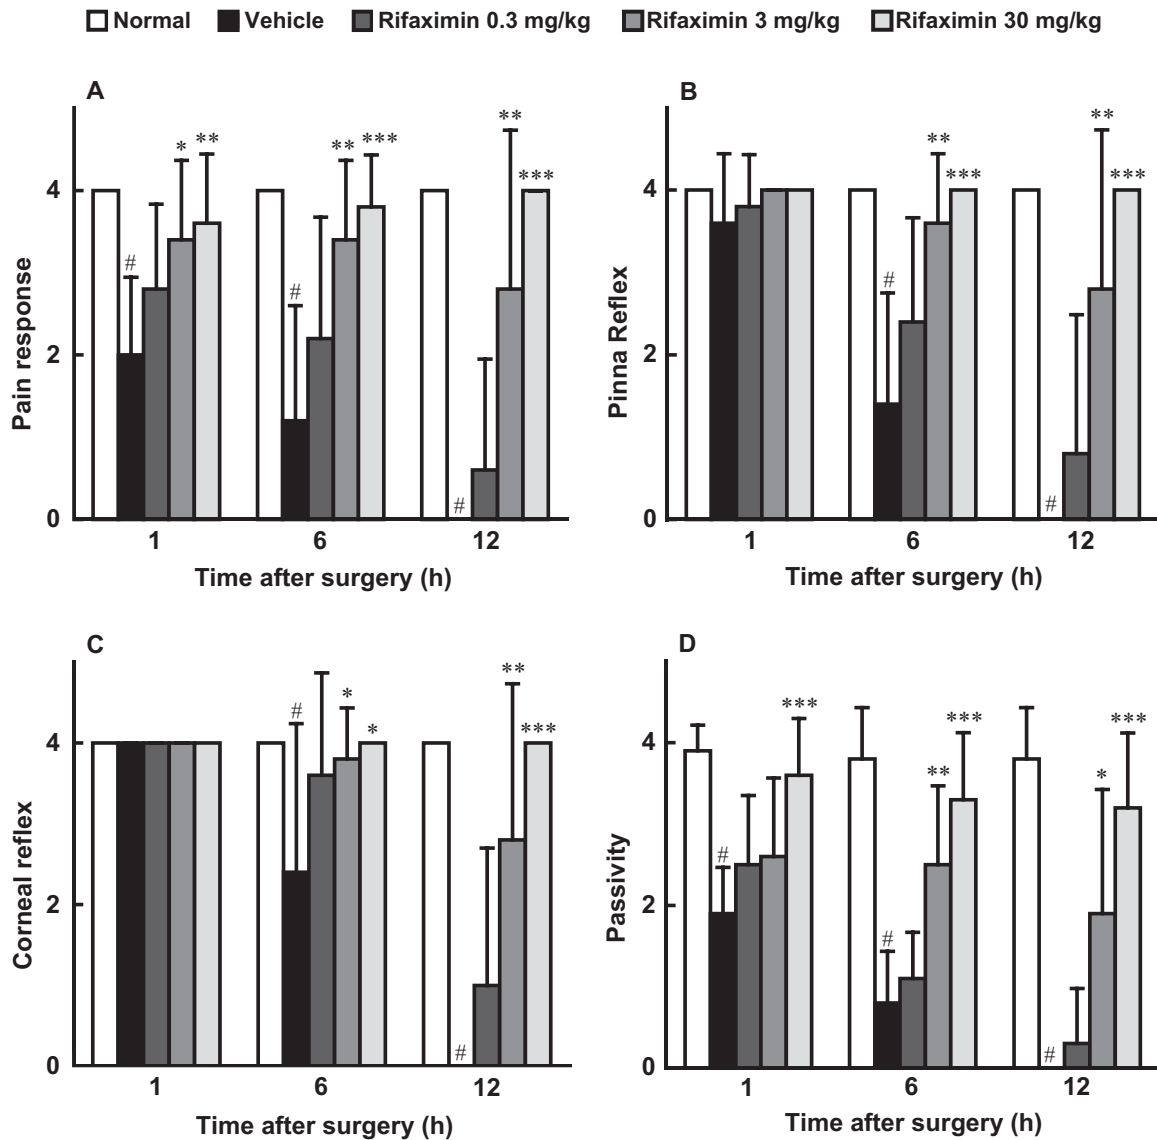 Normal Vehicle Rifaximin 0.3 mg/kg Rifaximin 3 mg/kg Rifaximin 30 mg/kg
A
Pain response
4
2
0
# * **
# ** ***
# ** ***
1 6 12
Time after surgery (h)
B
Pinna Reflex
4
2
0
# ** ***
# ** ***
1 6 12
Time after surgery (h)
C
Corneal reflex
4
2
0
# * *
# ** ***
1 6 12
Time after surgery (h)
D
Passivity
4
2
0
# ***
# ** ***
# * ***
1 6 12
Time after surgery (h)